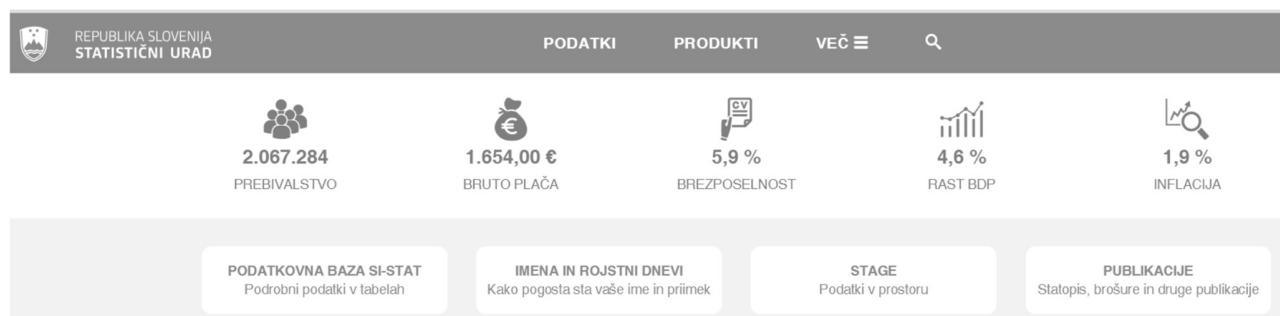 REPUBLIKA SLOVENIJA
STATISTIČNI URAD
PODATKI PRODUKTI VEČ
2.067.284 1.654,00 € CV 5,9 % 4,6 % 1,9 %
PREBIVALSTVO BRUTO PLAČA BREZPOSELNOST RAST BDP INFLACIJA
PODATKOVNA BAZA SI-STAT IMENA IN ROJSTNI DNEVI STAGE PUBLIKACIJE
Podrobni podatki v tabelah Kako pogosta sta vaše ime in priimek Podatki v prostoru Statopis, brošure in druge publikacije